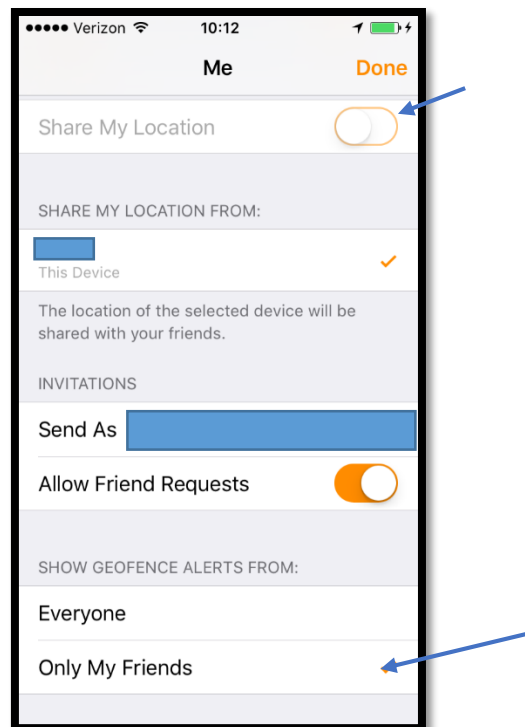 Verizon 10:12
Me Done
Share My Location
SHARE MY LOCATION FROM:
This Device
The location of the selected device will be
shared with your friends.
INVITATIONS
Send As
Allow Friend Requests
SHOW GEOFENCE ALERTS FROM:
Everyone
Only My Friends